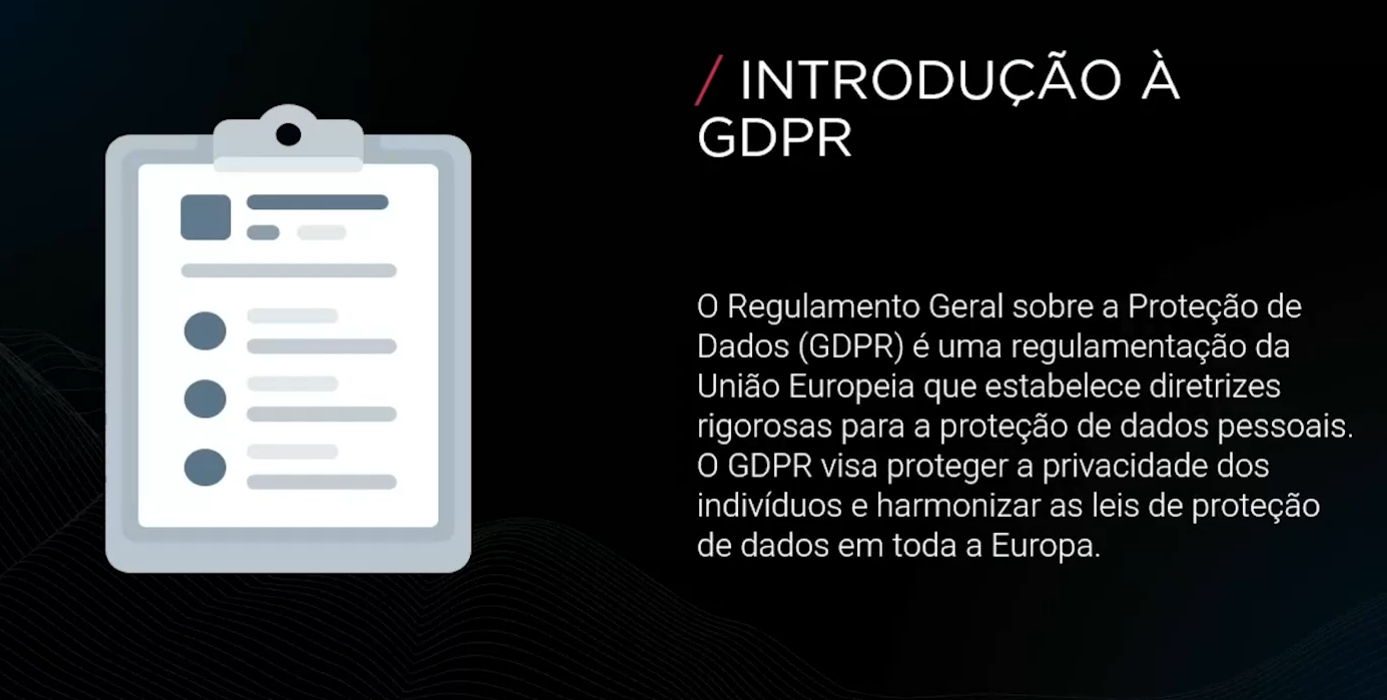 / INTRODUÇÃO À
GDPR
O Regulamento Geral sobre a Proteção de
Dados (GDPR) é uma regulamentação da
União Europeia que estabelece diretrizes
rigorosas para a proteção de dados pessoais.
O GDPR visa proteger a privacidade dos
indivíduos e harmonizar as leis de proteção
de dados em toda a Europa.